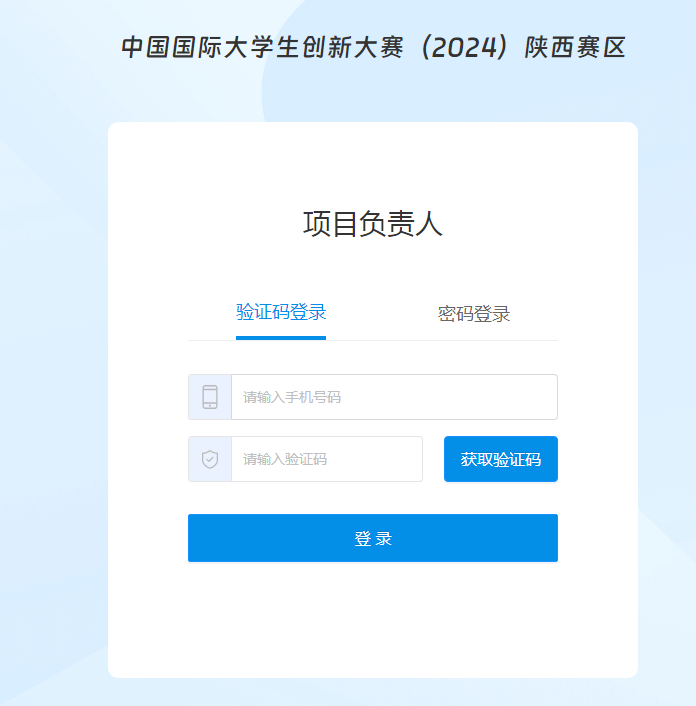 中国国际大学生创新大赛（2024）陕西赛区
项目负责人
验证码登录 密码登录
请输入手机号码
请输入验证码 获取验证码
登 录